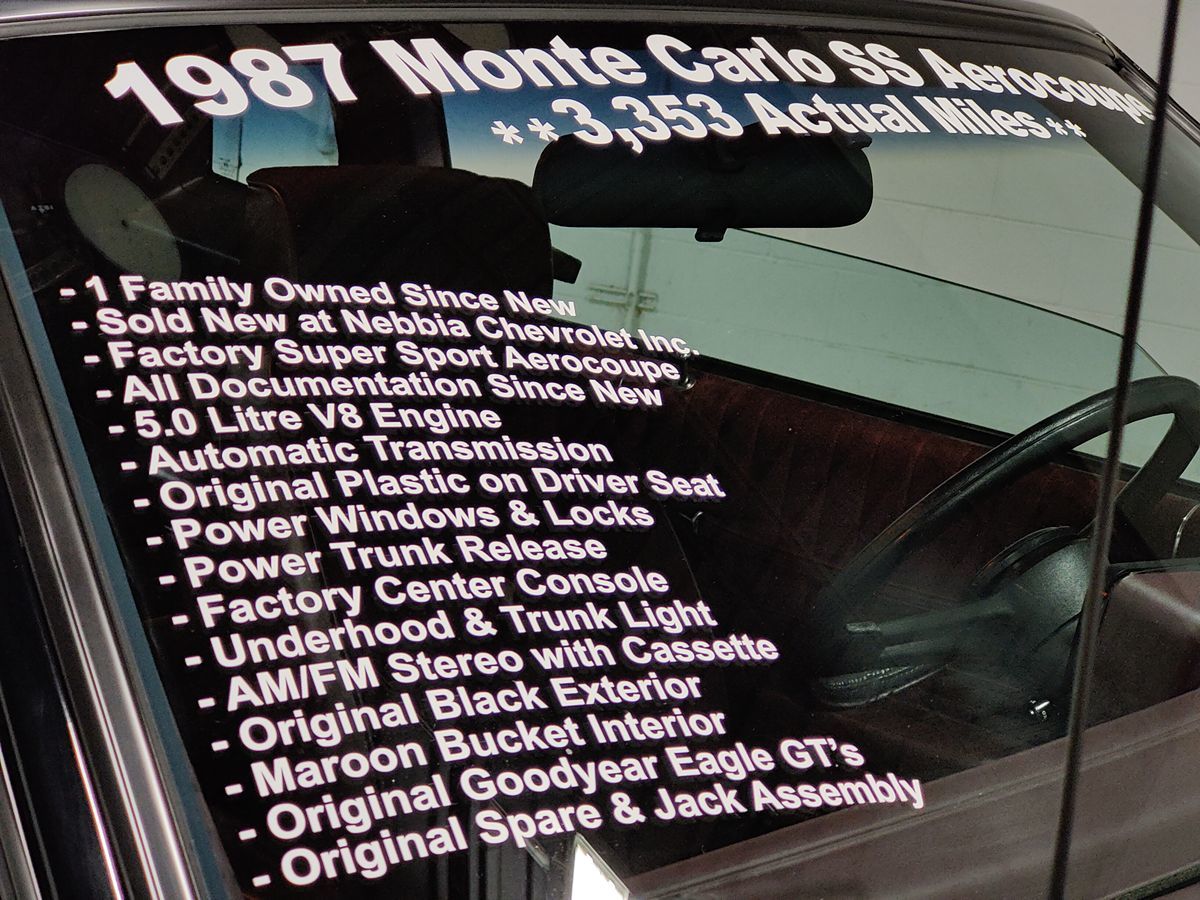 1987 Monte Carlo SS Aerocoupe
**3,353 Actual Miles**
- 1 Family Owned Since New
- Sold New at Nebbia Chevrolet Inc.
- Factory Super Sport Aerocoupe
- All Documentation Since New
- 5.0 Litre V8 Engine
- Automatic Transmission
- Original Plastic on Driver Seat
- Power Windows & Locks
- Power Trunk Release
- Factory Center Console
- Underhood & Trunk Light
- AM/FM Stereo with Cassette
- Original Black Exterior
- Maroon Bucket Interior
- Original Goodyear Eagle GT's
- Original Spare & Jack Assembly